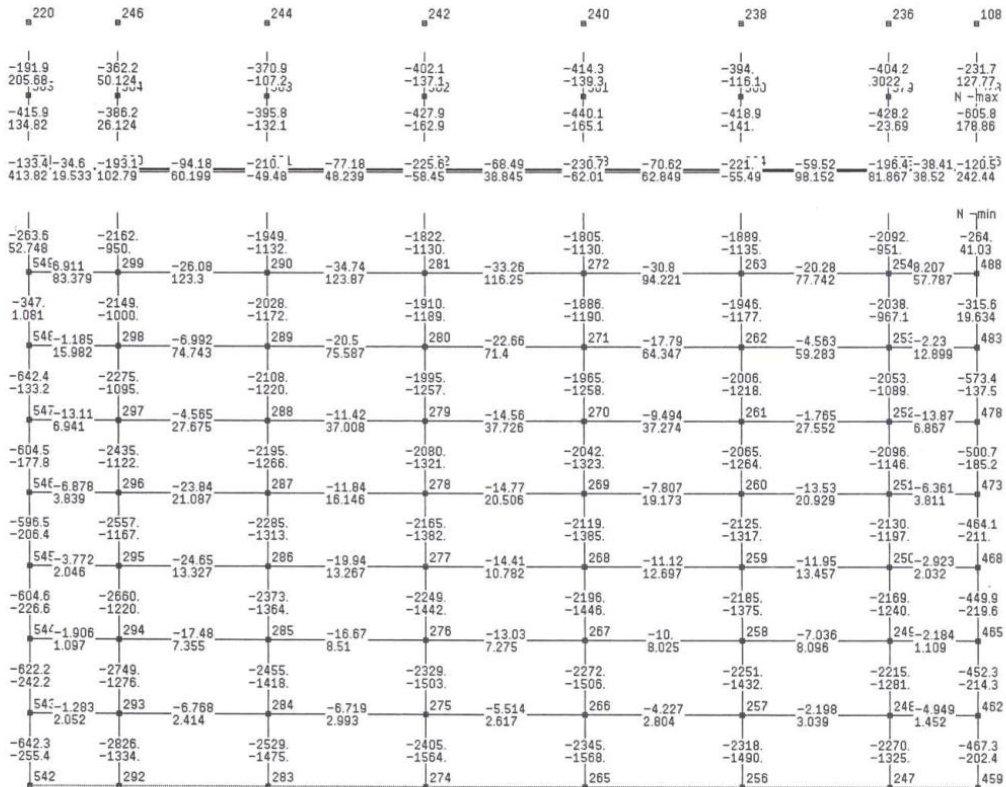 220 246 244 242 240 238 236 108
-191.9 -362.2 -370.9 -402.1 -414.3 -394. -404.2 -231.7
205.68 50.124 -107.2 -137.1 -139.3 -116.1 .3022 127.77
N -max
-415.9 -386.2 -395.8 -427.9 -440.1 -418.9 -428.2 -605.8
134.82 26.124 -132.1 -162.9 -165.1 -141. -23.69 178.86
-133.4 -34.6 -193.1 -94.18 -210. -77.18 -225.6 -68.49 -230. -70.62 -221. -59.52 -196.4 -38.41 -120.5
413.82 19.533 102.79 60.199 -49.48 48.239 -58.45 38.845 -62.01 62.849 -55.49 98.152 81.867 38.52 242.44
N -min
-263.6 -2162. -1949. -1822. -1805. -1889. -2092. -264.
52.748 -950. -1132. -1130. -1130. -1135. -951. 41.03
549 6.911 299 -26.08 290 -34.74 281 -33.26 272 -30.8 263 -20.28 254 8.207 488
83.379 123.3 123.87 116.25 94.221 77.742 57.787
-347. -2149. -2028. -1910. -1886. -1946. -2038. -315.6
1.081 -1000. -1172. -1189. -1190. -1177. -967.1 19.634
548 -1.185 298 -6.992 289 -20.5 280 -22.66 271 -17.79 262 -4.563 253 -2.23 483
15.982 74.743 75.587 71.4 64.347 59.283 12.899
-642.4 -2275. -2108. -1995. -1965. -2006. -2053. -573.4
-133.2 -1095. -1220. -1257. -1258. -1218. -1089. -137.5
547 -13.11 297 -4.565 288 -11.42 279 -14.56 270 -9.494 261 -1.765 252 -13.87 478
6.941 27.675 37.008 37.726 37.274 27.552 6.867
-604.5 -2435. -2195. -2080. -2042. -2065. -2096. -500.7
-177.8 -1122. -1266. -1321. -1323. -1264. -1146. -185.2
546 -6.878 296 -23.84 287 -11.84 278 -14.77 269 -7.807 260 -13.53 251 -6.361 473
3.839 21.087 16.146 20.506 19.173 20.929 3.811
-596.5 -2557. -2285. -2165. -2119. -2125. -2130. -464.1
-206.4 -1167. -1313. -1382. -1385. -1317. -1197. -211.
545 -3.772 295 -24.65 286 -19.94 277 -14.41 268 -11.12 259 -11.95 250 -2.923 468
2.046 13.327 13.267 10.782 12.697 13.457 2.032
-604.6 -2660. -2373. -2249. -2196. -2185. -2169. -449.9
-226.6 -1220. -1364. -1442. -1446. -1375. -1240. -219.6
544 -1.906 294 -17.48 285 -16.67 276 -13.03 267 -10. 258 -7.036 249 -2.184 465
1.097 7.355 8.51 7.275 8.025 8.096 1.109
-622.2 -2749. -2455. -2329. -2272. -2251. -2215. -452.3
-242.2 -1276. -1418. -1503. -1506. -1432. -1281. -214.3
543 -1.283 293 -6.768 284 -6.719 275 -5.514 266 -4.227 257 -2.198 248 -4.949 462
2.052 2.414 2.993 2.617 2.804 3.039 1.452
-642.3 -2826. -2529. -2405. -2345. -2318. -2270. -467.3
-255.4 -1334. -1475. -1564. -1568. -1490. -1325. -202.4
542 292 283 274 265 256 247 459